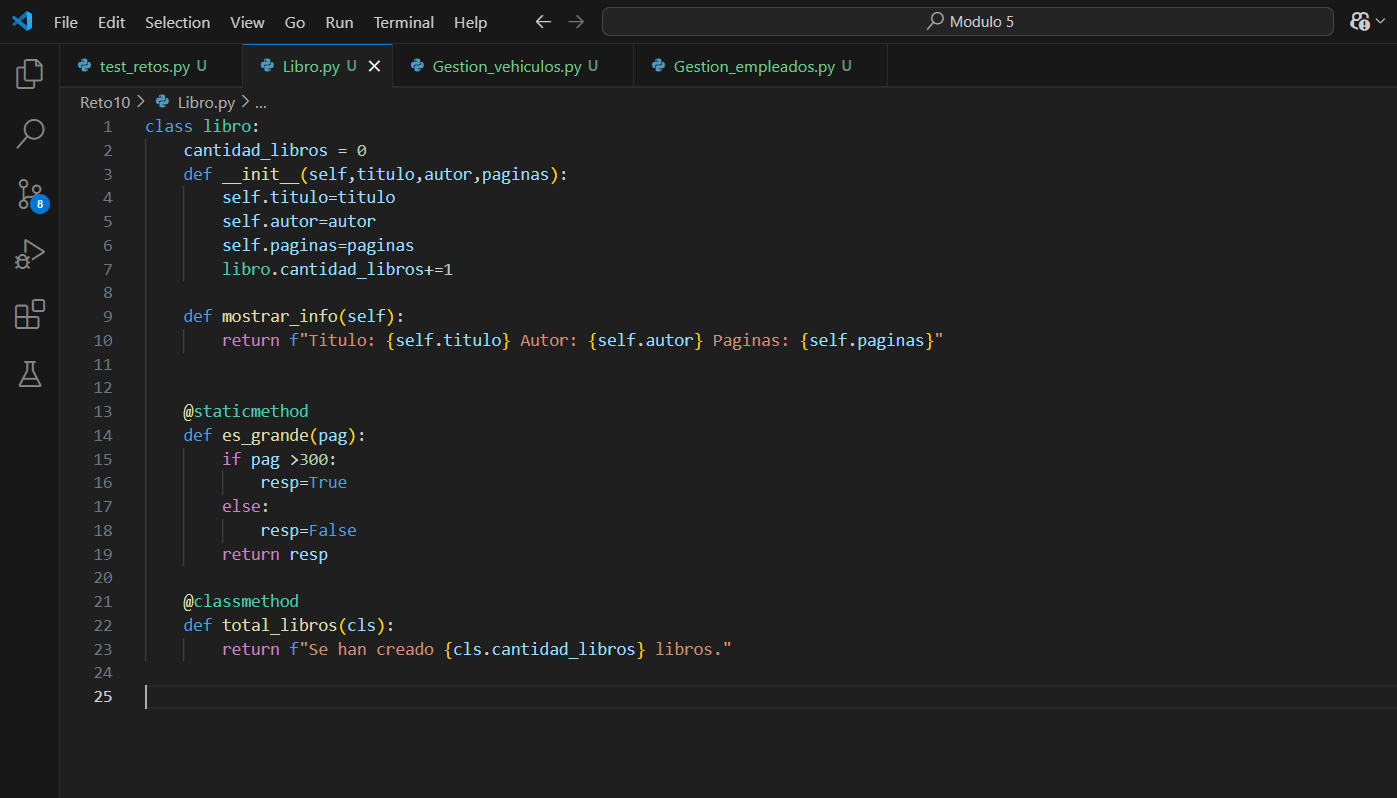 File Edit Selection View Go Run Terminal Help Modulo 5
test_retos.py U Libro.py U Gestion_vehiculos.py U Gestion_empleados.py U
Reto10 > Libro.py > ...
1 class libro:
2     cantidad_libros = 0
3     def __init__(self,titulo,autor,paginas):
4         self.titulo=titulo
5         self.autor=autor
6         self.paginas=paginas
7         libro.cantidad_libros+=1
8
9     def mostrar_info(self):
10         return f"Titulo: {self.titulo} Autor: {self.autor} Paginas: {self.paginas}"
11
12
13     @staticmethod
14     def es_grande(pag):
15         if pag >300:
16             resp=True
17         else:
18             resp=False
19         return resp
20
21     @classmethod
22     def total_libros(cls):
23         return f"Se han creado {cls.cantidad_libros} libros."
24
25
8